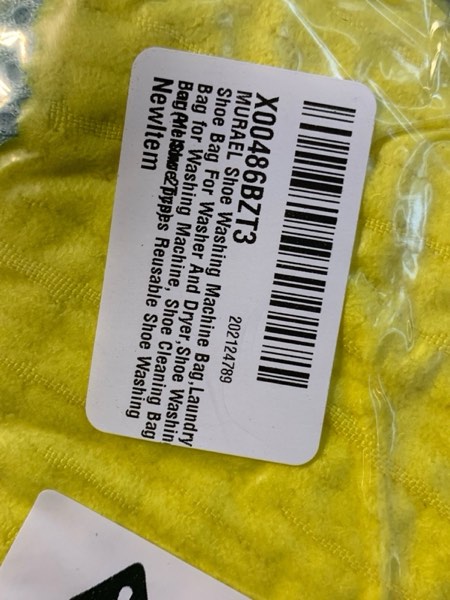 X00486BZT3
MURAEL Shoe Washing Machine Bag,Laundry
Shoe Bag For Washer And Dryer,Shoe Washin
Bag for Washing Machine, Shoe Cleaning Bag
Reusable Shoe Washing
NewItem
202124789